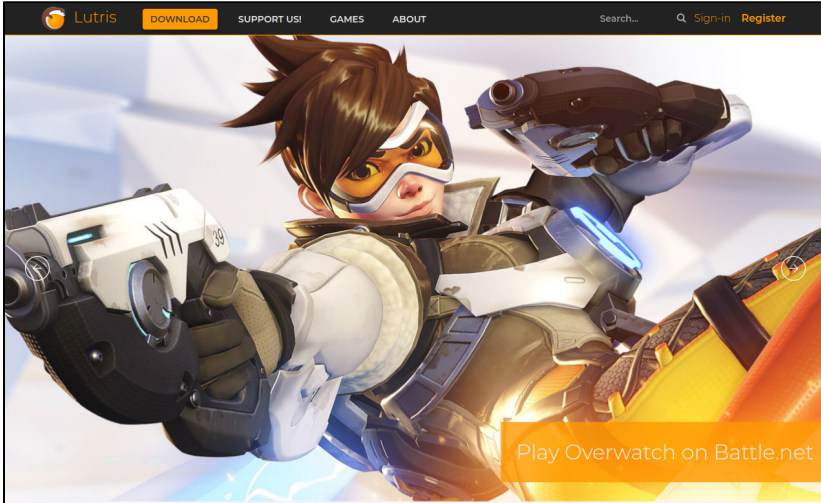 Lutris DOWNLOAD SUPPORT US! GAMES ABOUT Search... Sign-in Register
39
Play Overwatch on Battle.net